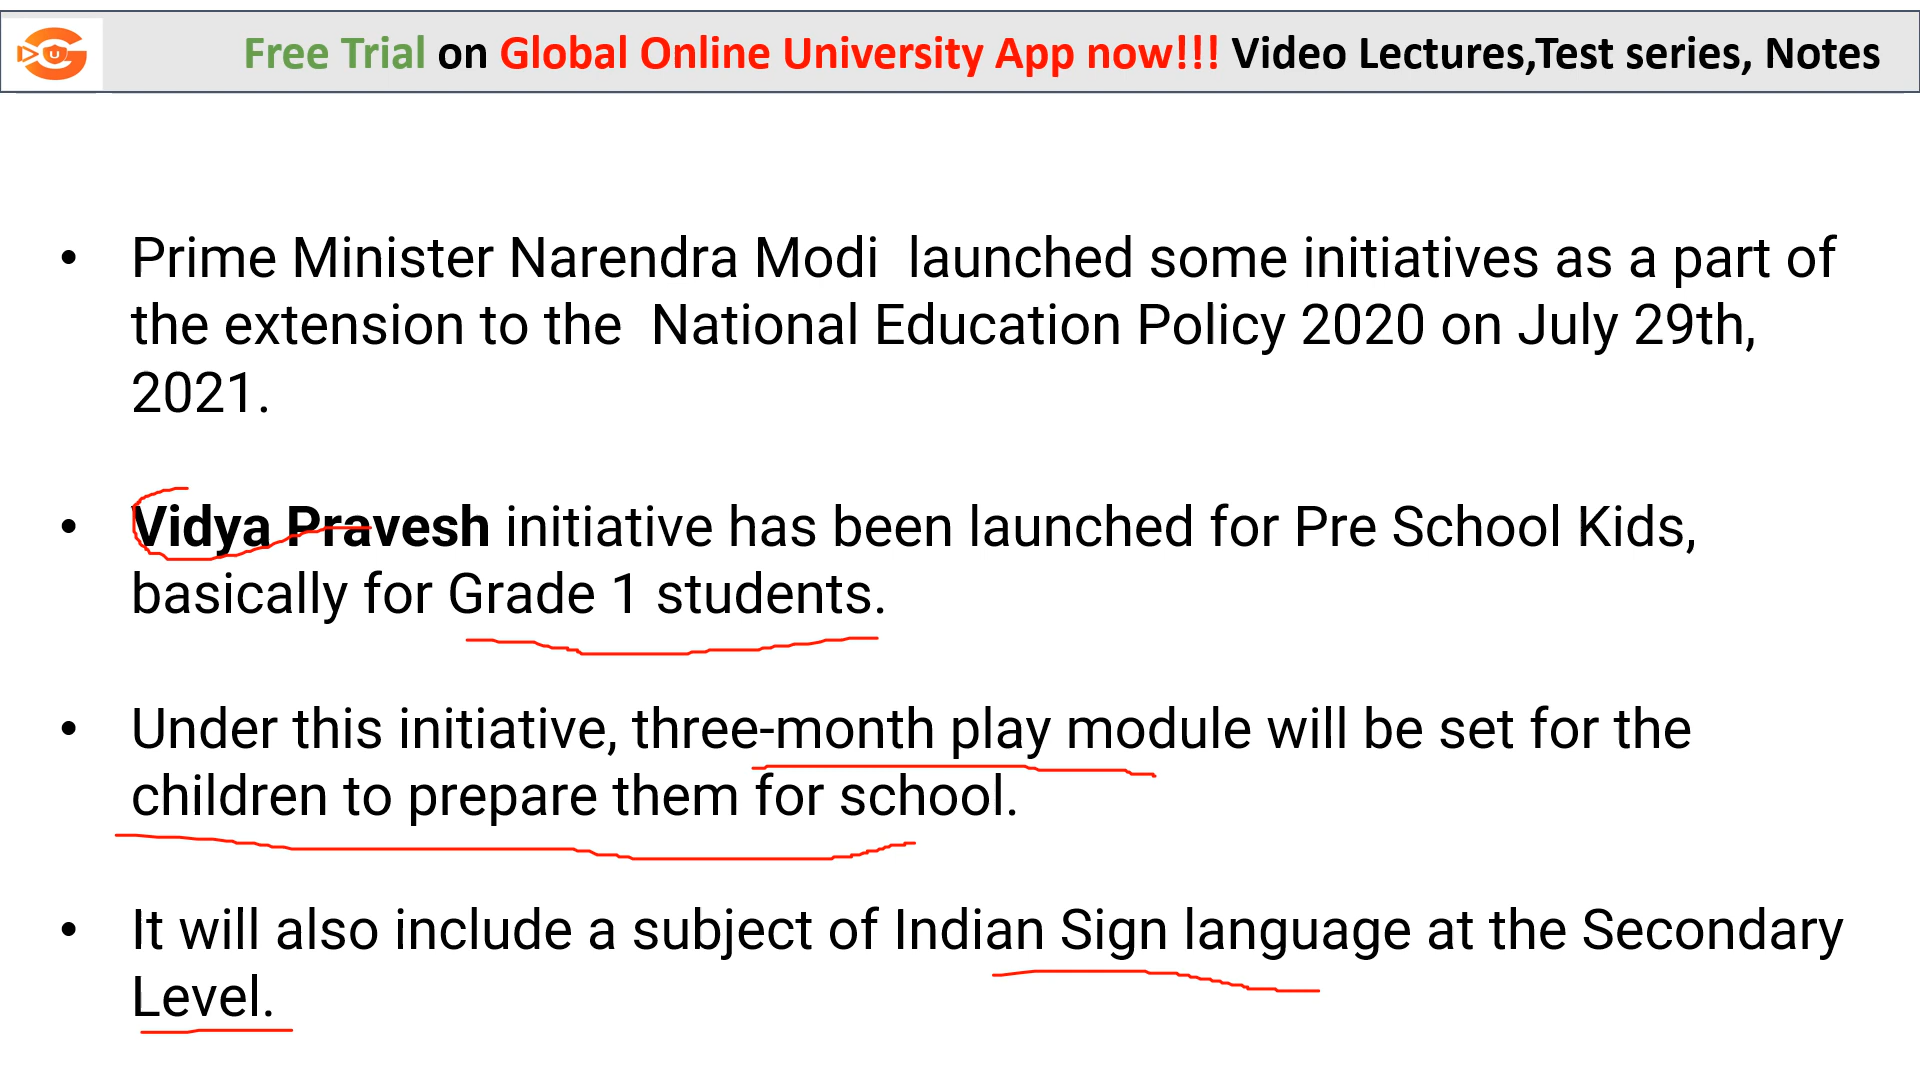 Free Trial on Global Online University App now!!! Video Lectures,Test series, Notes
• Prime Minister Narendra Modi launched some initiatives as a part of
the extension to the National Education Policy 2020 on July 29th,
2021.
• Vidya Pravesh initiative has been launched for Pre School Kids,
basically for Grade 1 students.
• Under this initiative, three-month play module will be set for the
children to prepare them for school.
• It will also include a subject of Indian Sign language at the Secondary
Level.